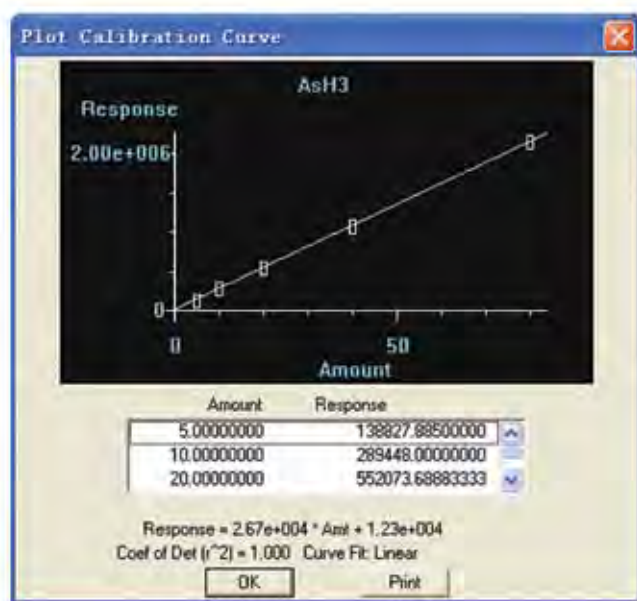 Plot Calibration Curve
AsH3
Response
2.00e+006
0
0 50
Amount
Amount Response
5.00000000 138827.88500000
10.00000000 289448.00000000
20.00000000 552073.68883333
Response = 2.67e+004 * Amt + 1.23e+004
Coef of Det (r^2) = 1.000 Curve Fit: Linear
OK Print